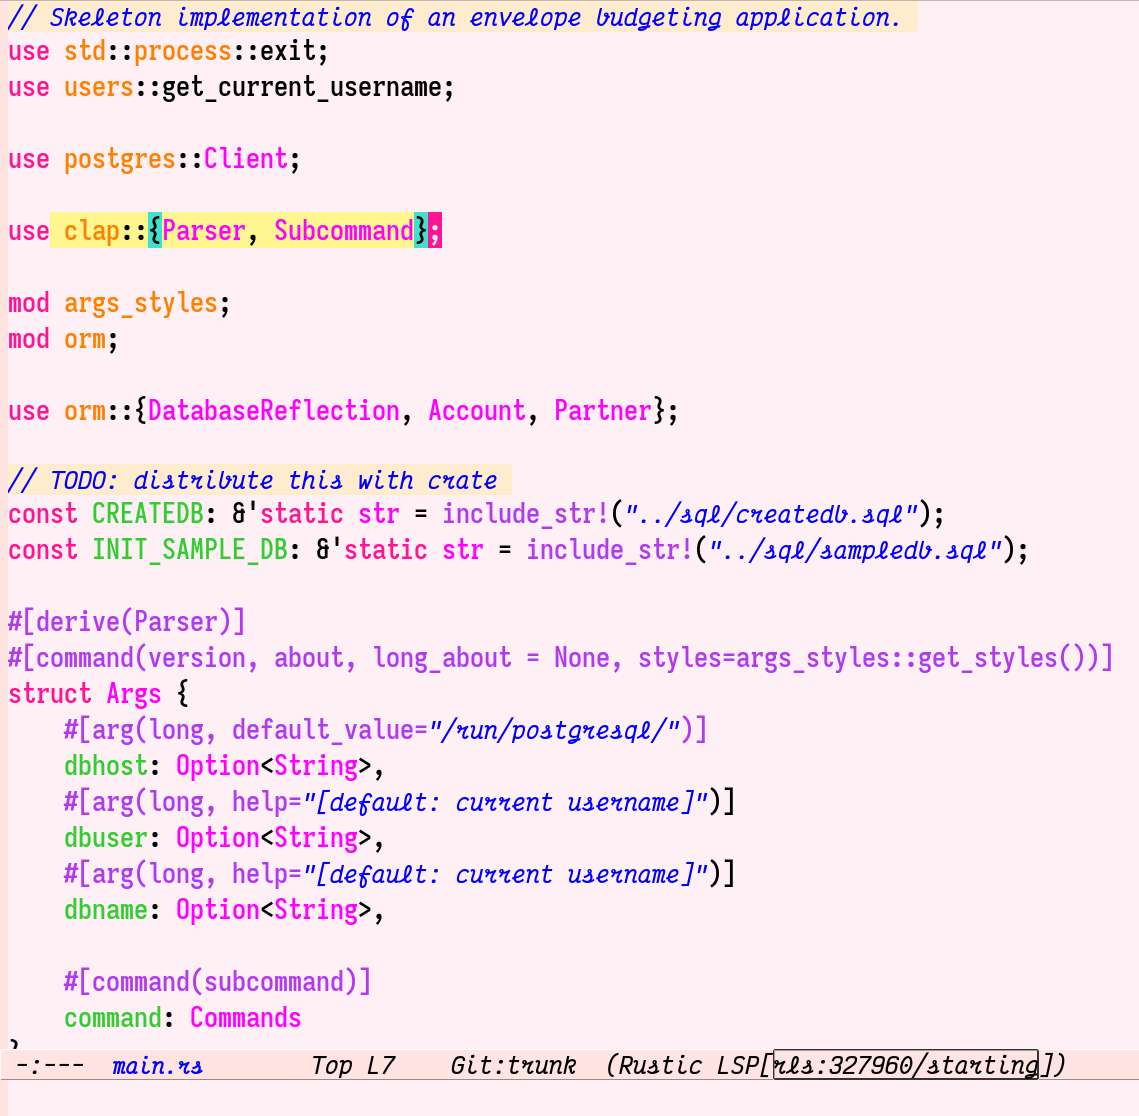 // Skeleton implementation of an envelope budgeting application.
use std::process::exit;
use users::get_current_username;
use postgres::Client;
use clap::{Parser, Subcommand};
mod args_styles;
mod orm;
use orm::{DatabaseReflection, Account, Partner};
// TODO: distribute this with crate
const CREATEDB: &'static str = include_str!("../sql/createdb.sql");
const INIT_SAMPLE_DB: &'static str = include_str!("../sql/sampledb.sql");
#[derive(Parser)]
#[command(version, about, long_about = None, styles=args_styles::get_styles())]
struct Args {
    #[arg(long, default_value="/run/postgresql/")]
    dbhost: Option<String>,
    #[arg(long, help="[default: current username]")]
    dbuser: Option<String>,
    #[arg(long, help="[default: current username]")]
    dbname: Option<String>,
    #[command(subcommand)]
    command: Commands
}
-:--- main.rs Top L7 Git:trunk (Rustic LSP[rls:327960/starting])